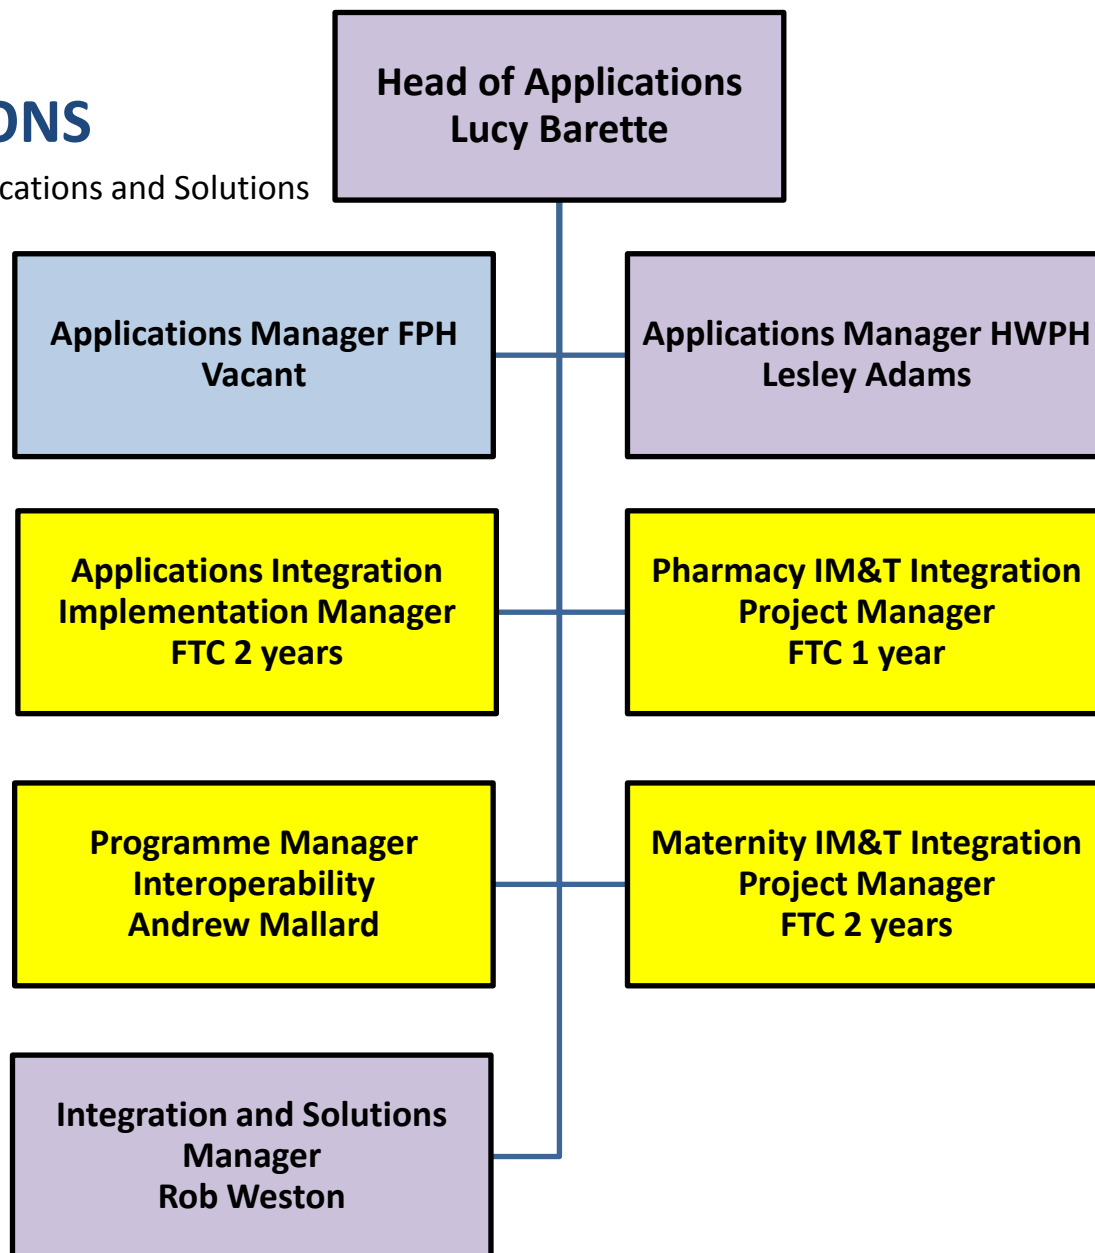 Head of Applications
Lucy Barette
ONS
cations and Solutions
Applications Manager FPH
Vacant
Applications Manager HWPH
Lesley Adams
Applications Integration
Implementation Manager
FTC 2 years
Pharmacy IM&T Integration
Project Manager
FTC 1 year
Programme Manager
Interoperability
Andrew Mallard
Maternity IM&T Integration
Project Manager
FTC 2 years
Integration and Solutions
Manager
Rob Weston